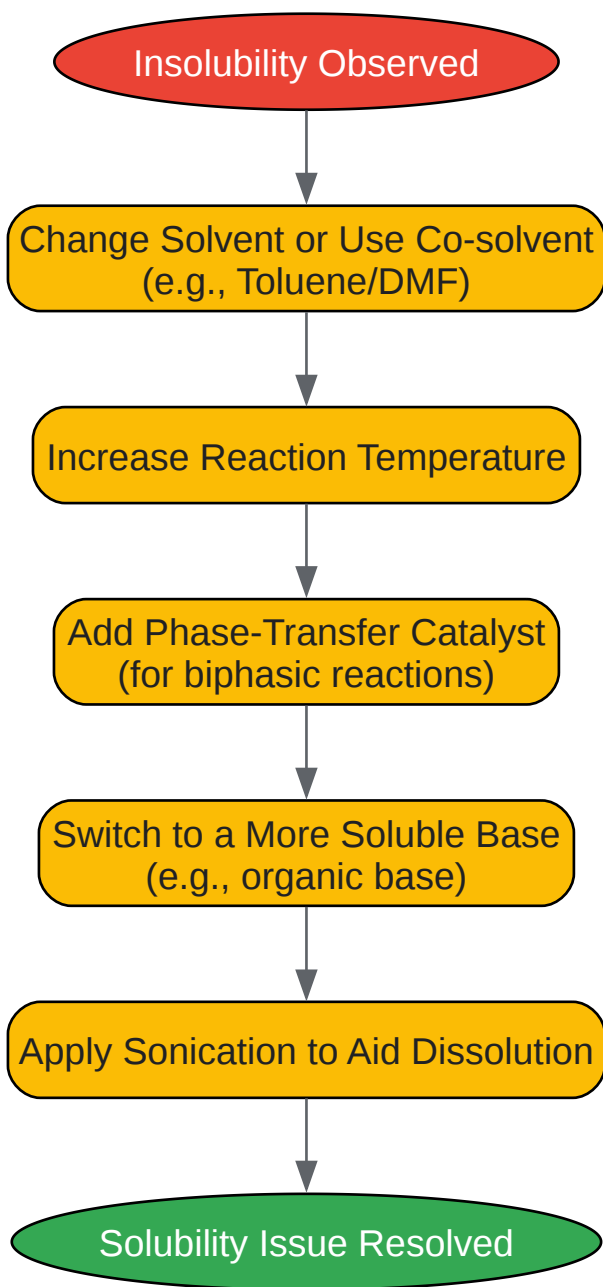 Insolubility Observed
Change Solvent or Use Co-solvent
(e.g., Toluene/DMF)
Increase Reaction Temperature
Add Phase-Transfer Catalyst
(for biphasic reactions)
Switch to a More Soluble Base
(e.g., organic base)
Apply Sonication to Aid Dissolution
Solubility Issue Resolved